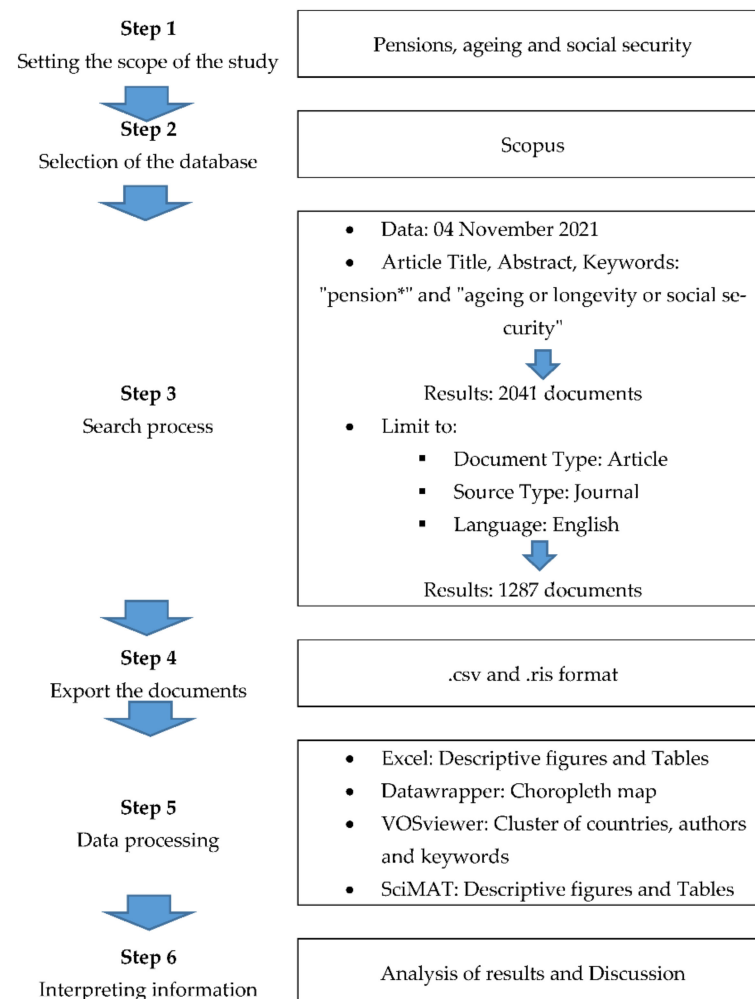 Step 1
Setting the scope of the study
Pensions, ageing and social security
Step 2
Selection of the database
Scopus
Step 3
Search process
• Data: 04 November 2021
• Article Title, Abstract, Keywords:
"pension*" and "ageing or longevity or social se-
curity"
Results: 2041 documents
• Limit to:
▪ Document Type: Article
▪ Source Type: Journal
▪ Language: English
Results: 1287 documents
Step 4
Export the documents
.csv and .ris format
Step 5
Data processing
• Excel: Descriptive figures and Tables
• Datawrapper: Choropleth map
• VOSviewer: Cluster of countries, authors
and keywords
• SciMAT: Descriptive figures and Tables
Step 6
Interpreting information
Analysis of results and Discussion